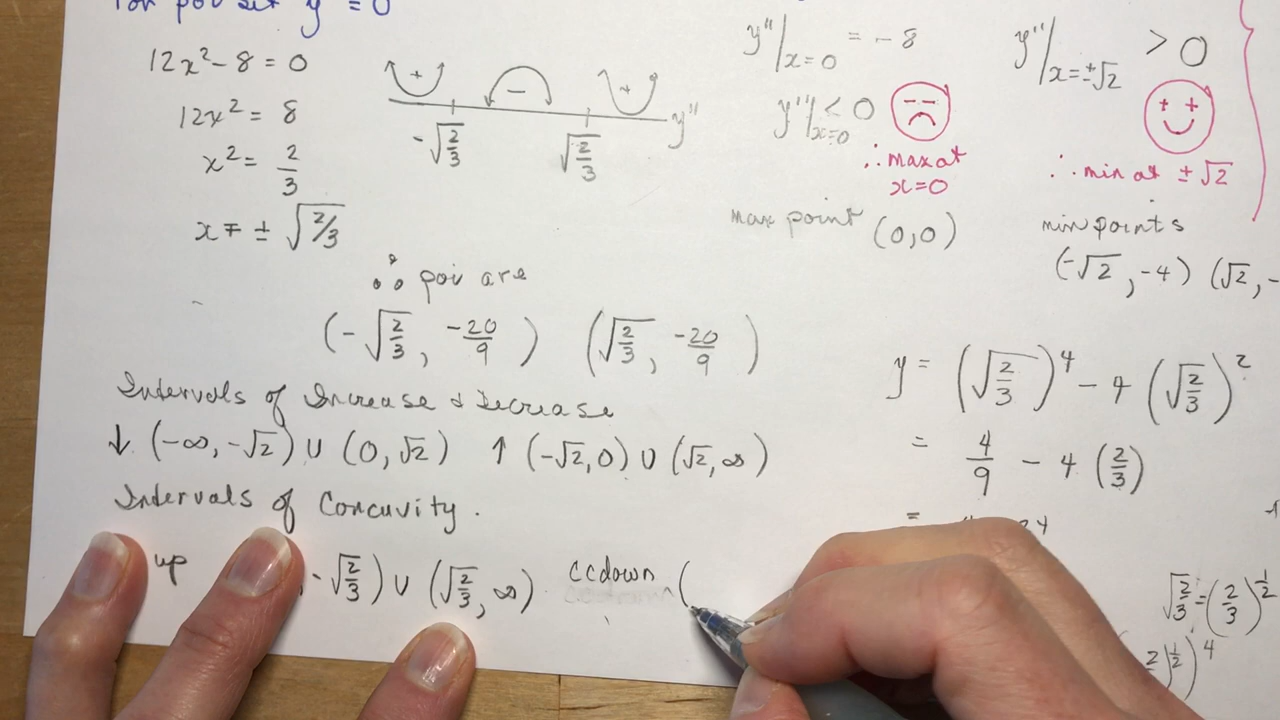 For poi set y'' = 0
12x² - 8 = 0
12x² = 8
x² = 2/3
x = ± √(2/3)
+ - +
-√(2/3) √(2/3) y''
∴ poi are
(-√(2/3), -20/9) (√(2/3), -20/9)
Intervals of Increase & Decrease
↓ (-∞, -√2) ∪ (0, √2) ↑ (-√2, 0) ∪ (√2, ∞)
Intervals of Concavity.
up , -√(2/3)) ∪ (√(2/3), ∞) ccdown (
y''|x=0 = -8
y''|x=0 < 0
∴ max at
x=0
max point (0,0)
y''|x=±√2 > 0
∴ min at ±√2
min points
(-√2, -4) (√2, -
y = (√(2/3))⁴ - 4(√(2/3))²
= 4/9 - 4(2/3)
=
√(2/3) = (2/3)^(1/2)